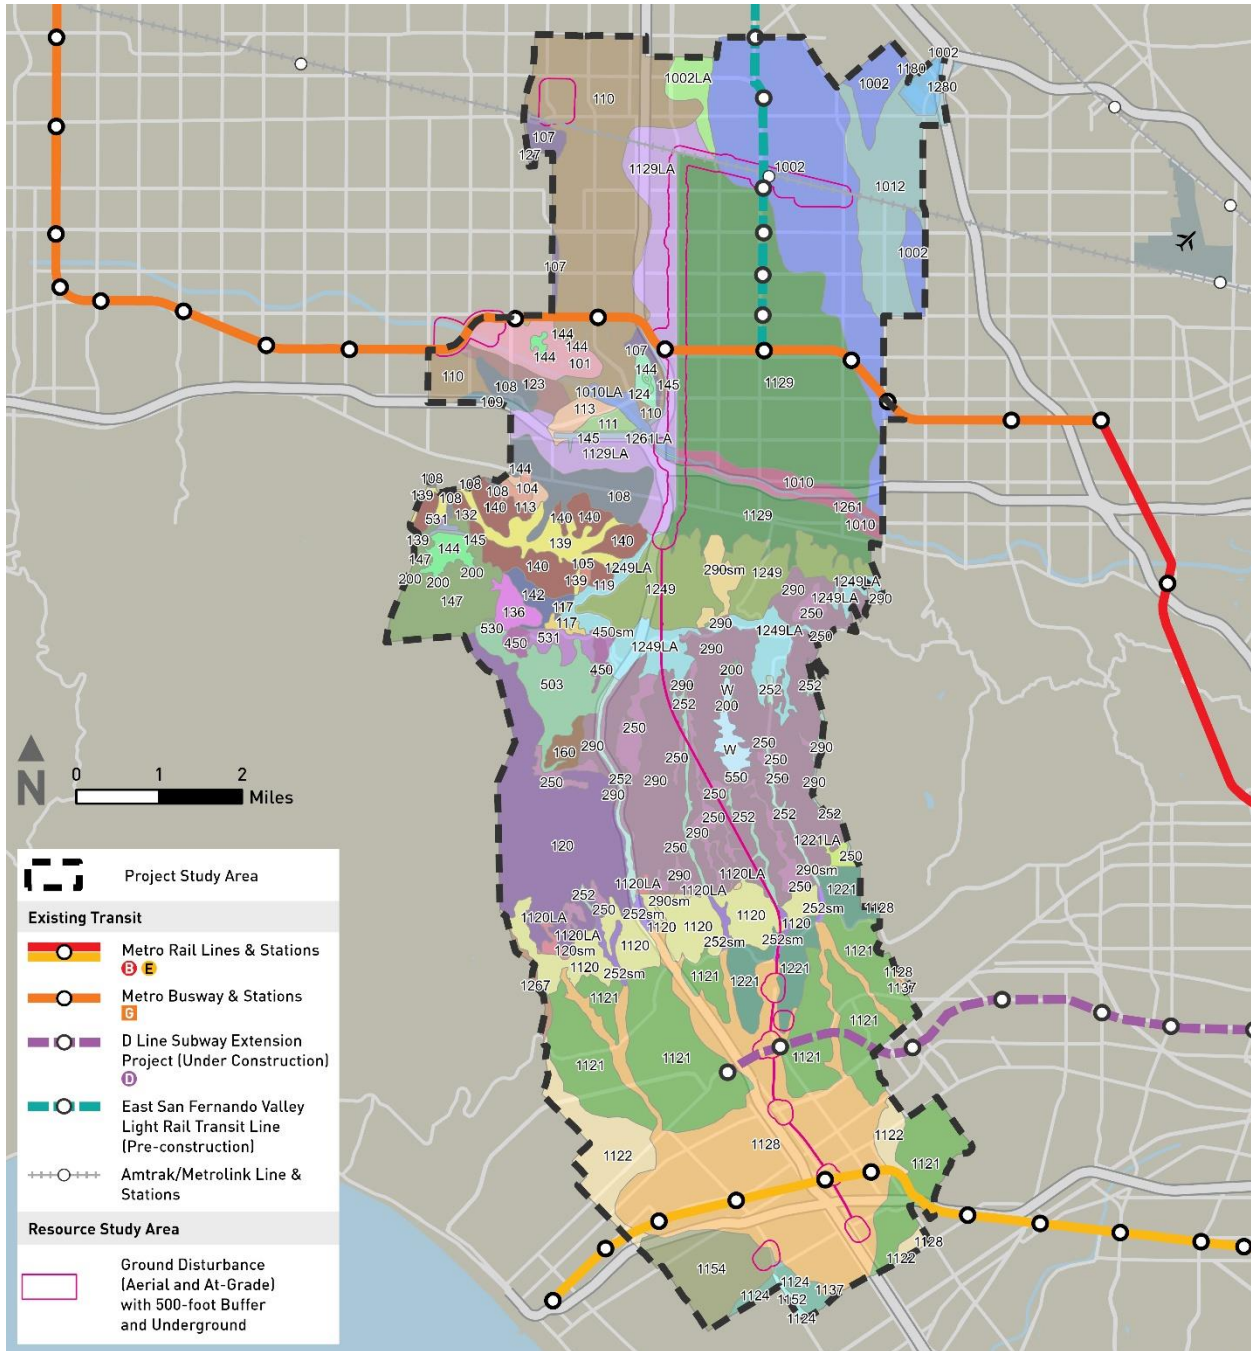 1002
1180
1002
1280
1002LA
110
107
127
1129LA
1002
1012
1002
107
144
144
144
101
107
144
145
1129
110
108
123
109
1010LA
124
113
110
111
145
1261LA
1129LA
1010
1261
1010
144
108
108
108
104
108
139
108
140
113
132
531
140
140
1129
139
145
139
140
144
147
105
140
1249LA
290sm
1249
200
200
200
139
119
1249
290
1249LA
1249LA
290
147
142
136
117
250
117
530
531
450sm
290
1249LA
250
450
1249LA
290
450
200
503
290
252
W
252
252
200
250
160
290
W
250
290
250
250
250
252
290
550
250
290
290
250
250
252
252
252
290
1221LA
120
250
250
290
290sm
1120LA
1120LA
1120LA
250
1221
252
290sm
1128
1120LA
250
252sm
1120
252sm
1120
1120
1120
1120LA
1120
252sm
252sm
120sm
1120
252sm
1121
1267
1121
1221
1221
1128
1137
1121
1121
1121
1121
1121
1128
1122
1122
1121
1128
1122
1154
1124
1137
1124
1152
1124
N
0 1 2
Miles
Project Study Area
Existing Transit
Metro Rail Lines & Stations
B E
Metro Busway & Stations
G
D Line Subway Extension
Project (Under Construction)
D
East San Fernando Valley
Light Rail Transit Line
(Pre-construction)
Amtrak/Metrolink Line &
Stations
Resource Study Area
Ground Disturbance
(Aerial and At-Grade)
with 500-foot Buffer
and Underground